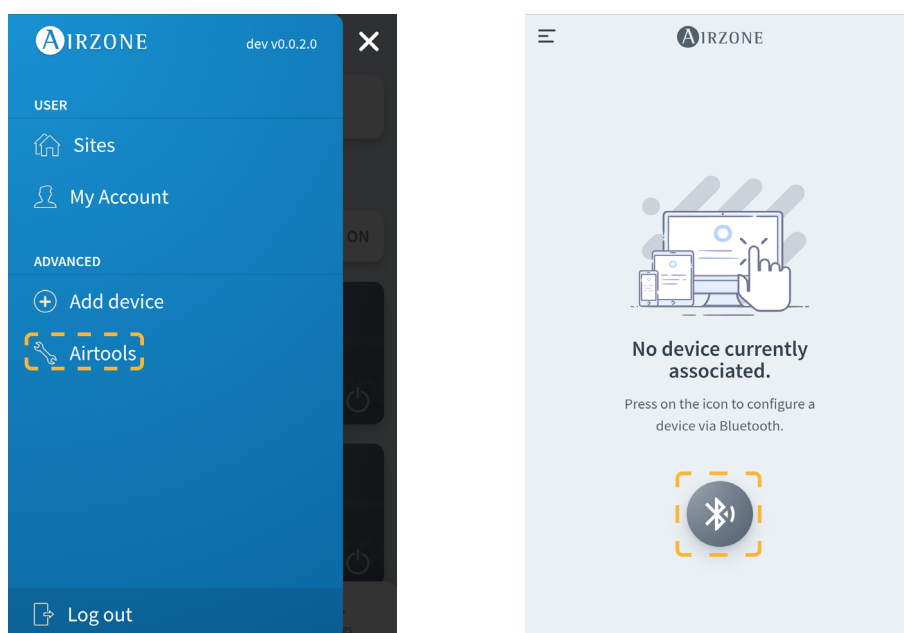 AIRZONE
dev v0.0.2.0
USER
Sites
My Account
ADVANCED
Add device
Airtools
Log out
ON
AIRZONE
No device currently
associated.
Press on the icon to configure a
device via Bluetooth.